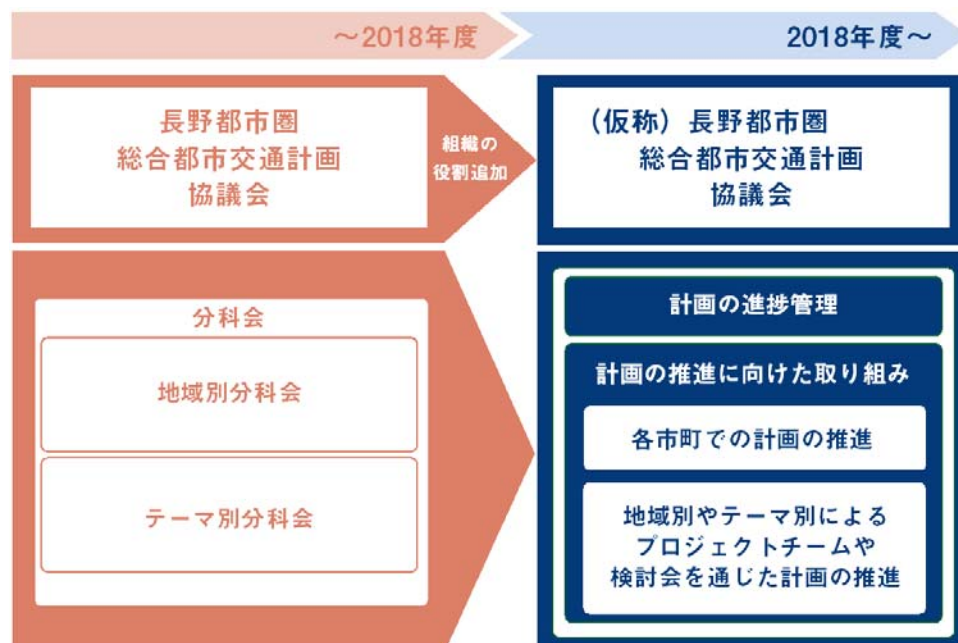 ～2018年度
2018年度～
長野都市圏
総合都市交通計画
協議会
組織の
役割追加
（仮称）長野都市圏
総合都市交通計画
協議会
分科会
地域別分科会
テーマ別分科会
計画の進捗管理
計画の推進に向けた取り組み
各市町での計画の推進
地域別やテーマ別による
プロジェクトチームや
検討会を通じた計画の推進